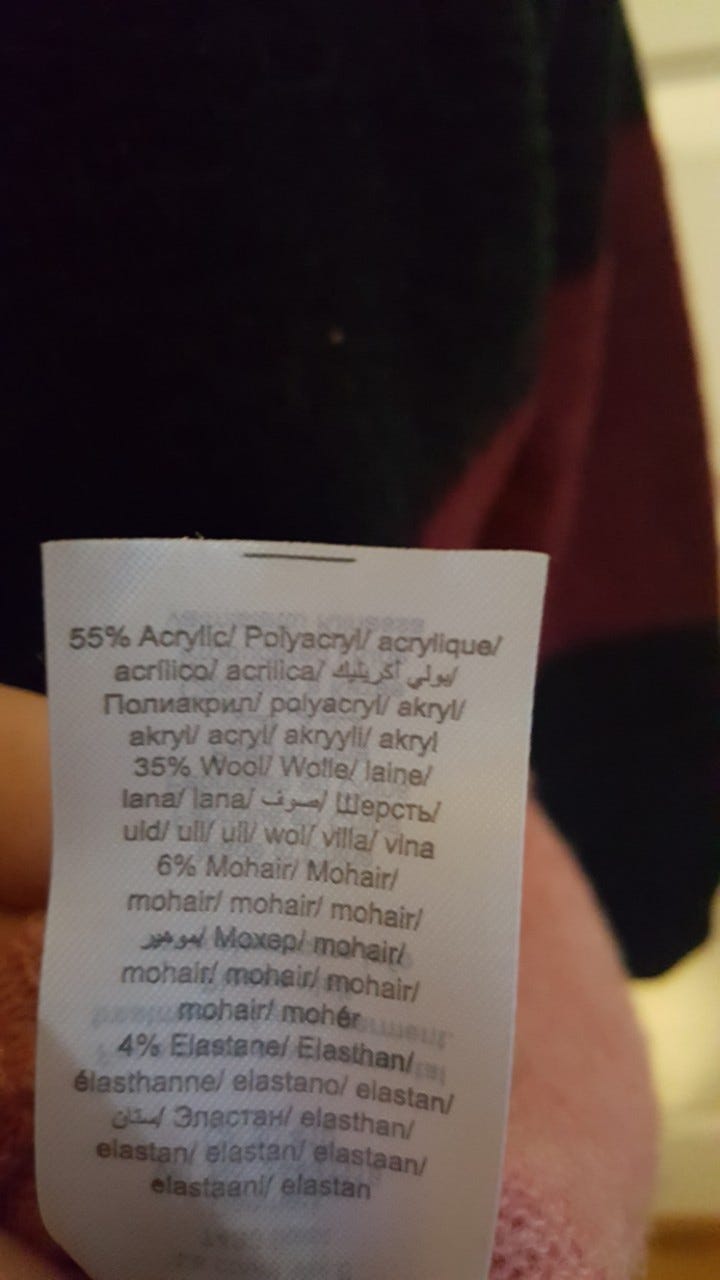 55% Acrylic/ Polyacryl/ acrylique/
acrílico/ acrilica/ بولي أكريليك/
Полиакрил/ polyacryl/ akryl/
akryl/ acryl/ akryyli/ akryl
35% Wool/ Wolle/ laine/
lana/ lana/ صوف/ Шерсть/
uld/ ull/ ull/ wol/ villa/ vlna
6% Mohair/ Mohair/
mohair/ mohair/ mohair/
موهير/ Мохер/ mohair/
mohair/ mohair/ mohair/
mohair/ mohér
4% Elastane/ Elasthan/
élasthanne/ elastano/ elastan/
ستان/ Эластан/ elasthan/
elastan/ elastan/ elastaan/
elastaani/ elastan